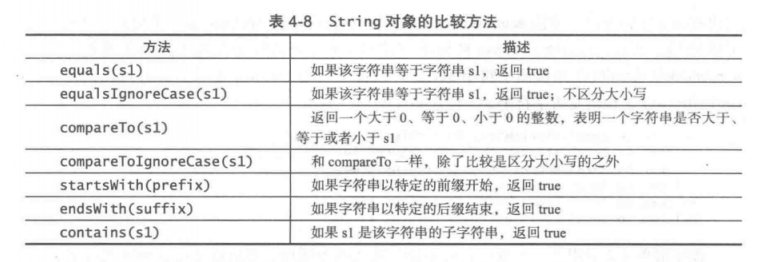 表 4-8 String 对象的比较方法
方法 描述
equals(s1) 如果该字符串等于字符串 s1，返回 true
equalsIgnoreCase(s1) 如果该字符串等于字符串 s1，返回 true；不区分大小写
compareTo(s1) 返回一个大于 0、等于 0、小于 0 的整数，表明一个字符串是否大于、
等于或者小于 s1
compareToIgnoreCase(s1) 和 compareTo 一样，除了比较是区分大小写的之外
startsWith(prefix) 如果字符串以特定的前缀开始，返回 true
endsWith(suffix) 如果字符串以特定的后缀结束，返回 true
contains(s1) 如果 s1 是该字符串的子字符串，返回 true